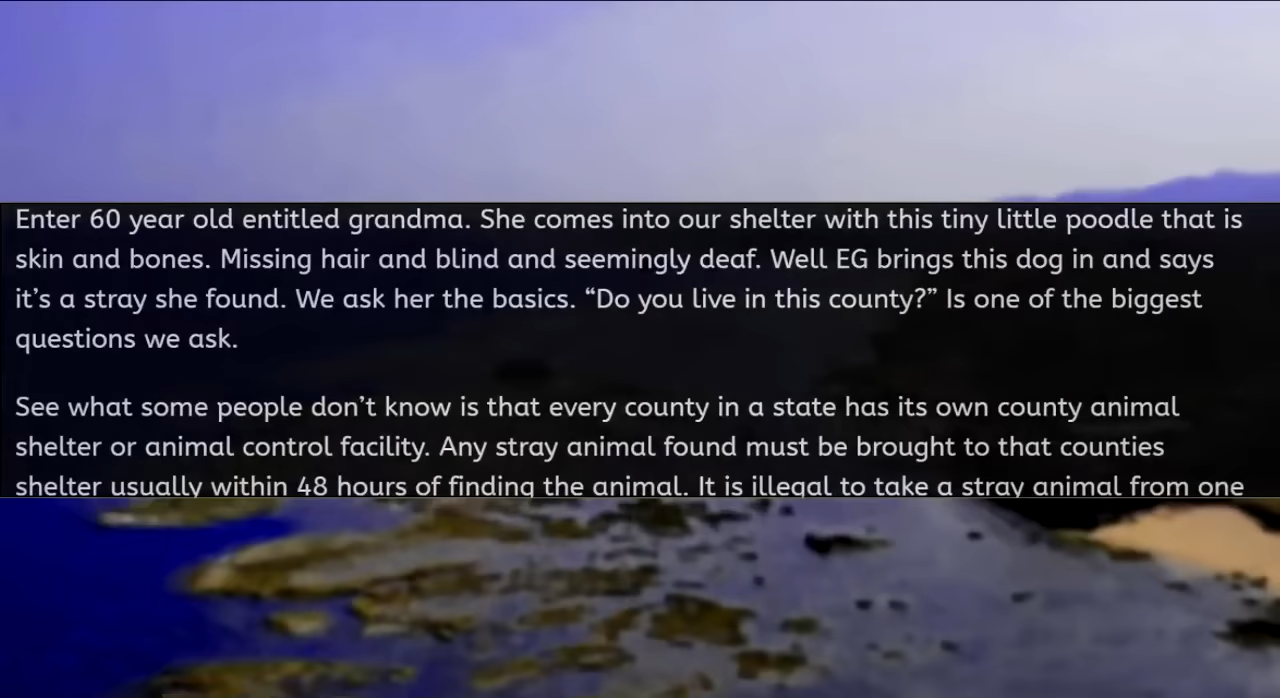 Enter 60 year old entitled grandma. She comes into our shelter with this tiny little poodle that is
skin and bones. Missing hair and blind and seemingly deaf. Well EG brings this dog in and says
it’s a stray she found. We ask her the basics. “Do you live in this county?” Is one of the biggest
questions we ask.
See what some people don’t know is that every county in a state has its own county animal
shelter or animal control facility. Any stray animal found must be brought to that counties
shelter usually within 48 hours of finding the animal. It is illegal to take a stray animal from one